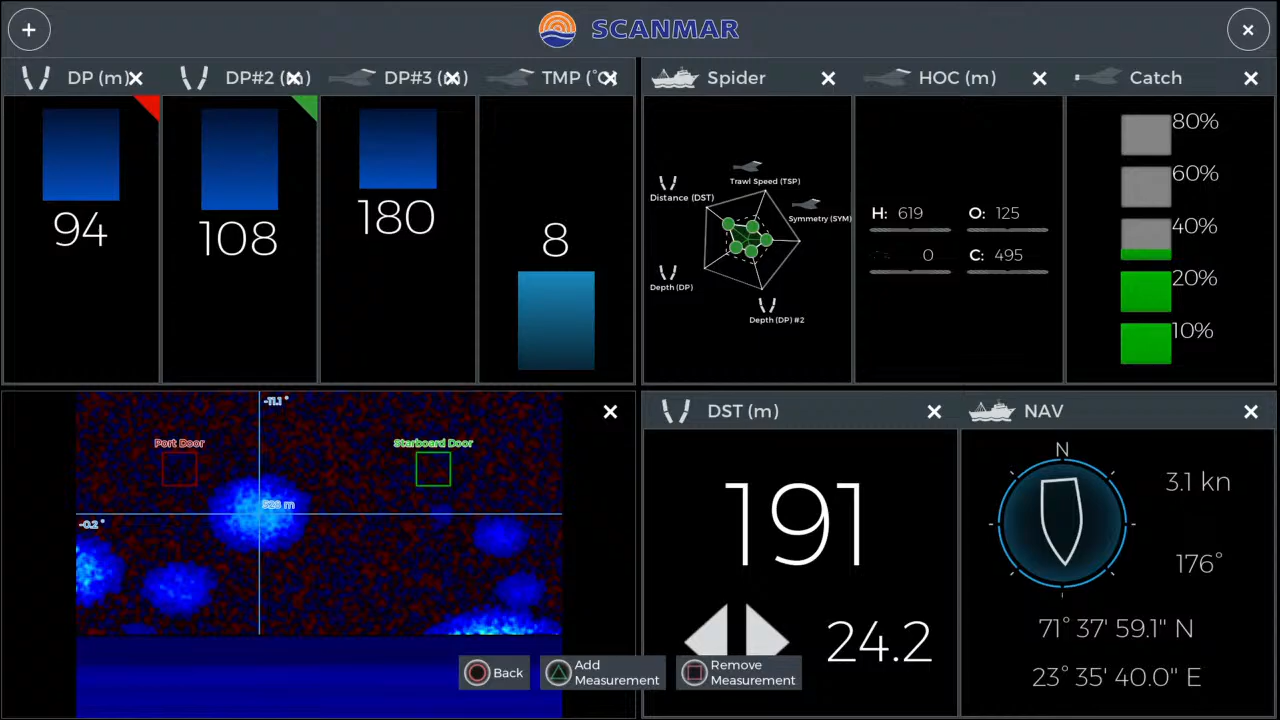 SCANMAR
DP (m)
DP#2 (m)
DP#3 (m)
TMP (°C)
Spider
HOC (m)
Catch
94
108
180
8
Trawl Speed (TSP)
Distance (DST)
Symmetry (SYM)
Depth (DP)
Depth (DP) #2
H: 619
O: 125
0
C: 495
80%
60%
40%
20%
10%
-11.1 °
Port Door
Starboard Door
m
-0.2 °
DST (m)
191
24.2
NAV
N
3.1 kn
176°
71° 37' 59.1" N
23° 35' 40.0" E
Back
Add
Measurement
Remove
Measurement